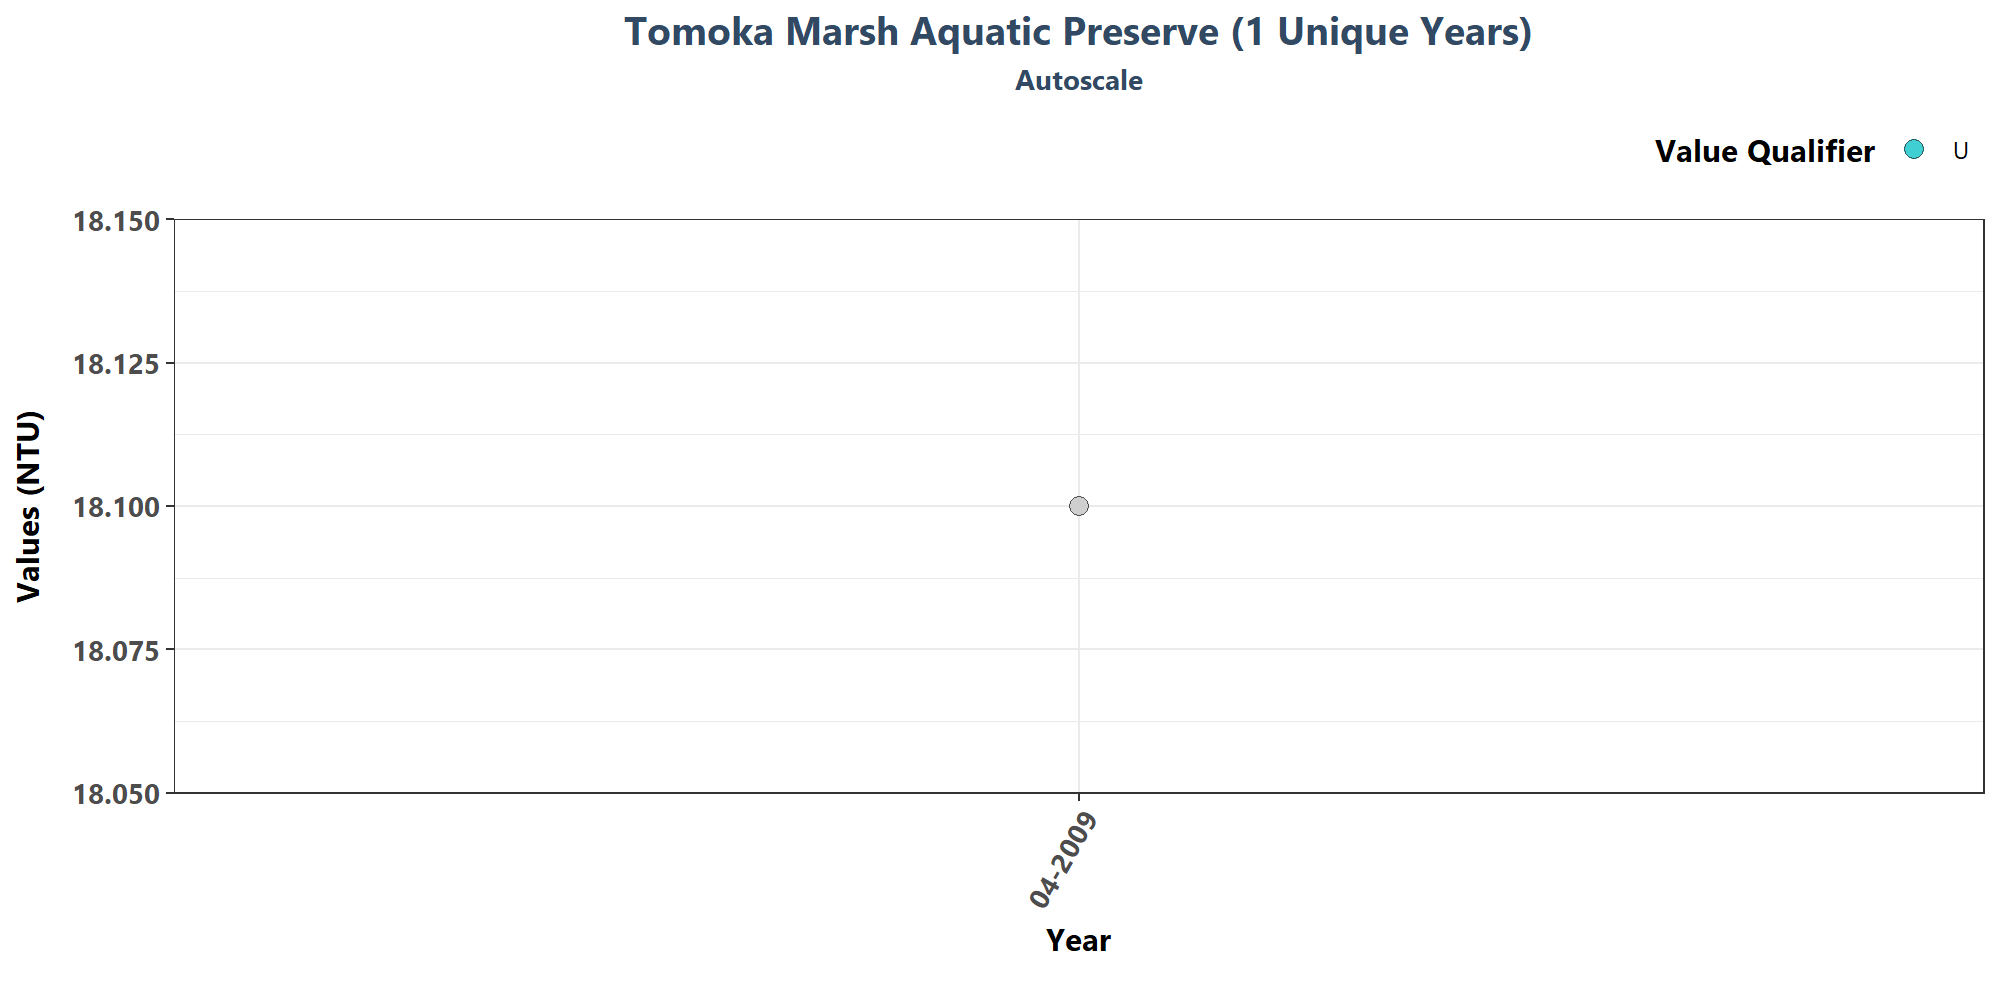 Tomoka Marsh Aquatic Preserve (1 Unique Years)
Autoscale
Value Qualifier U
18.150
18.125
18.100
18.075
18.050
Values (NTU)
04-2009
Year